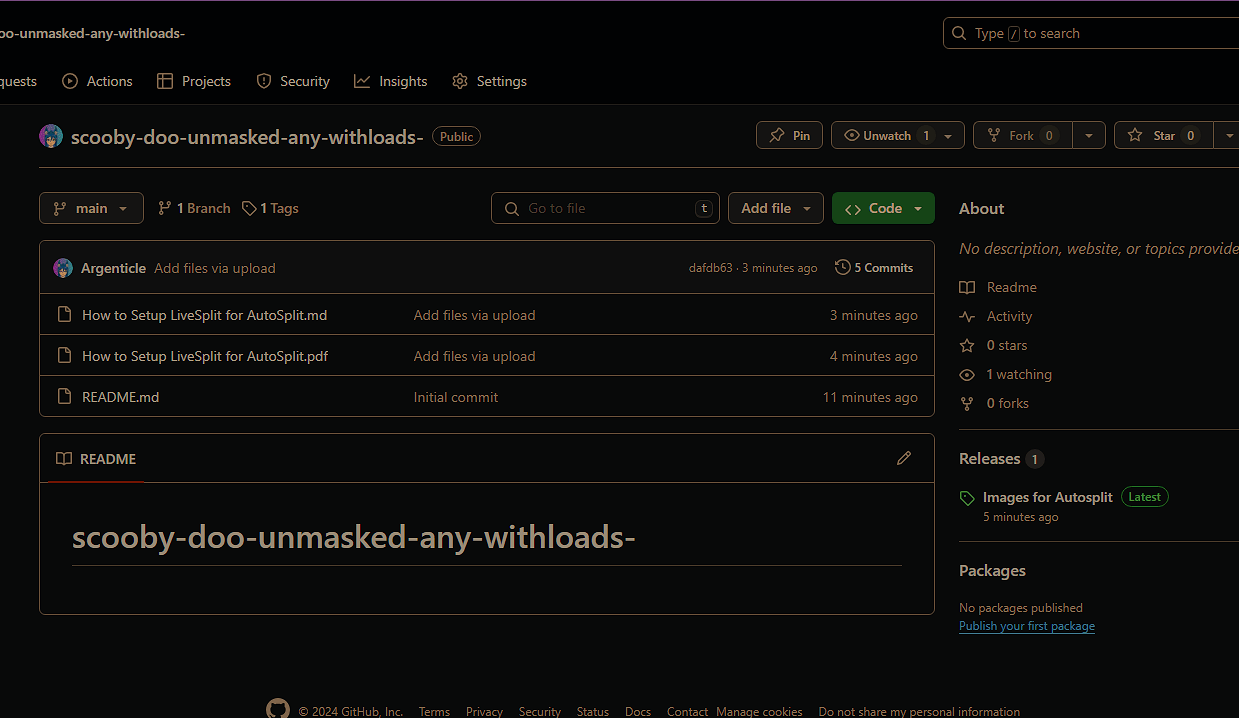 oo-unmasked-any-withloads-
Type / to search
quests Actions Projects Security Insights Settings
scooby-doo-unmasked-any-withloads- Public
Pin Unwatch 1 Fork 0 Star 0
main 1 Branch 1 Tags Go to file t Add file <> Code
About
No description, website, or topics provide
Argenticle Add files via upload dafdb63 · 3 minutes ago 5 Commits
How to Setup LiveSplit for AutoSplit.md Add files via upload 3 minutes ago
How to Setup LiveSplit for AutoSplit.pdf Add files via upload 4 minutes ago
README.md Initial commit 11 minutes ago
Readme
Activity
0 stars
1 watching
0 forks
README
scooby-doo-unmasked-any-withloads-
Releases 1
Images for Autosplit Latest
5 minutes ago
Packages
No packages published
Publish your first package
© 2024 GitHub, Inc. Terms Privacy Security Status Docs Contact Manage cookies Do not share my personal information